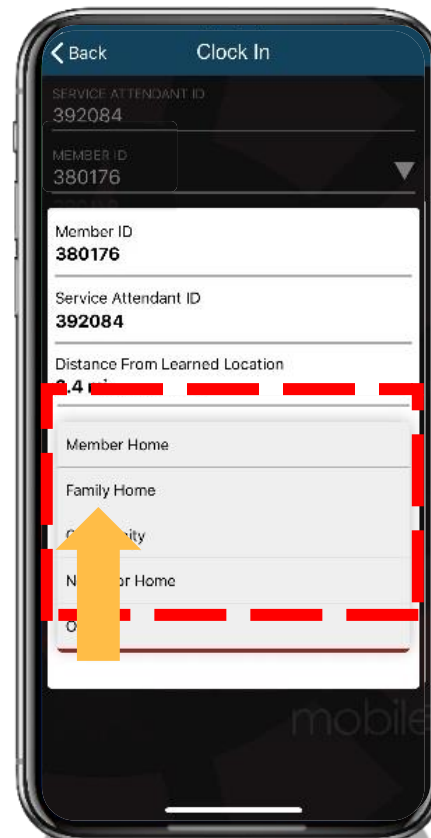 Back Clock In
SERVICE ATTENDANT ID
392084
MEMBER ID
380176
Member ID
380176
Service Attendant ID
392084
Distance From Learned Location
Member Home
Family Home
Home
mobile